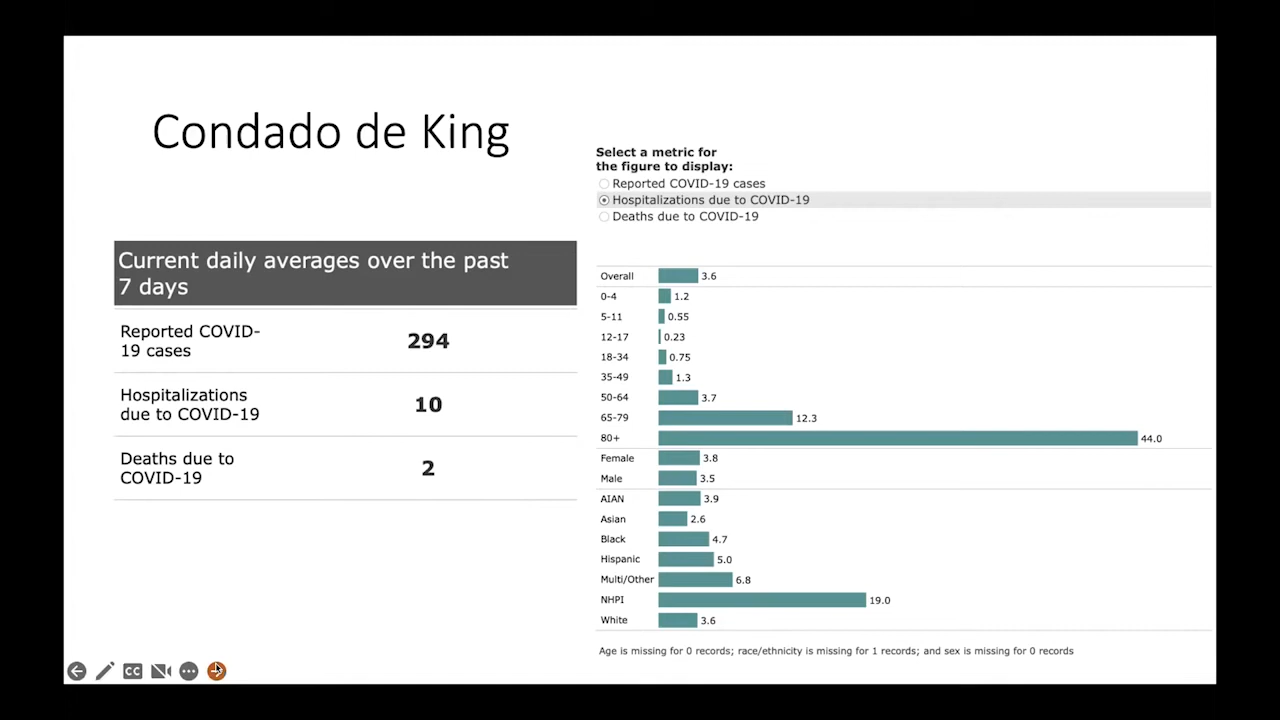 Condado de King
Current daily averages over the past
7 days
Reported COVID-
19 cases
294
Hospitalizations
due to COVID-19
10
Deaths due to
COVID-19
2
Select a metric for
the figure to display:
Reported COVID-19 cases
Hospitalizations due to COVID-19
Deaths due to COVID-19
Overall 3.6
0-4 1.2
5-11 0.55
12-17 0.23
18-34 0.75
35-49 1.3
50-64 3.7
65-79 12.3
80+ 44.0
Female 3.8
Male 3.5
AIAN 3.9
Asian 2.6
Black 4.7
Hispanic 5.0
Multi/Other 6.8
NHPI 19.0
White 3.6
Age is missing for 0 records; race/ethnicity is missing for 1 records; and sex is missing for 0 records
CC